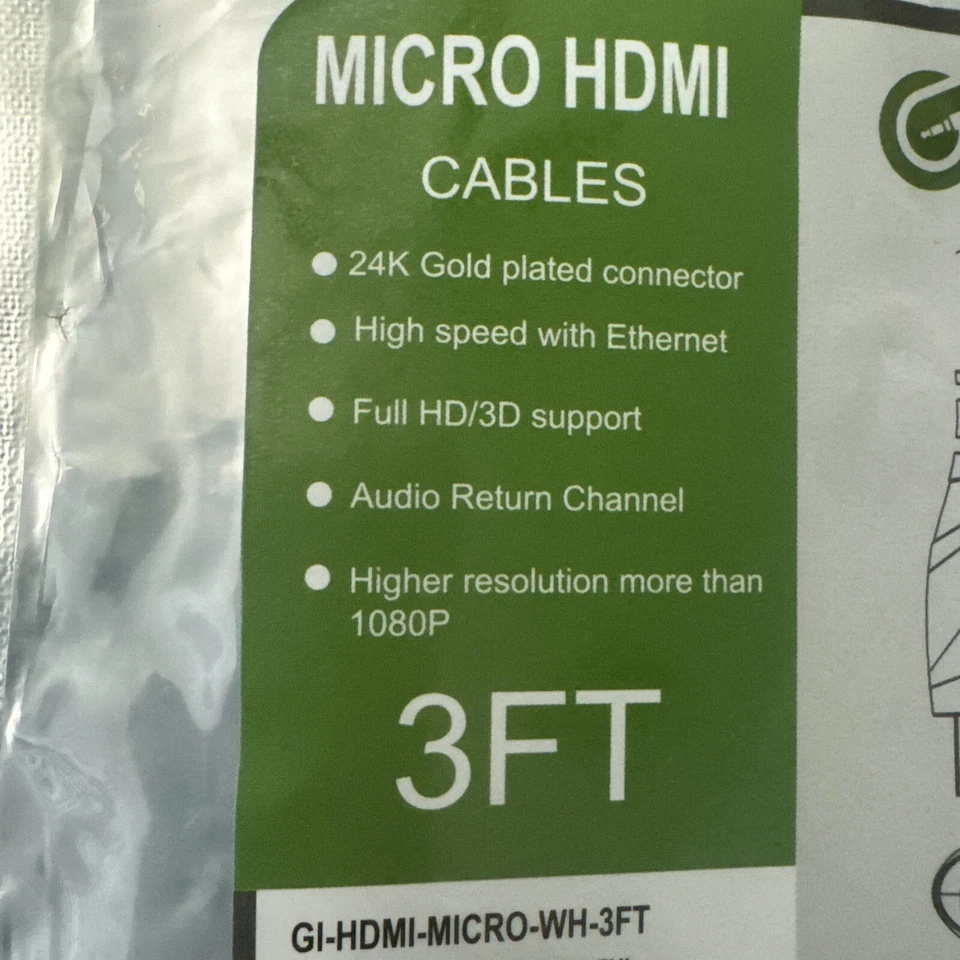 MICRO HDMI
CABLES
● 24K Gold plated connector
● High speed with Ethernet
● Full HD/3D support
● Audio Return Channel
● Higher resolution more than
1080P
3FT
GI-HDMI-MICRO-WH-3FT